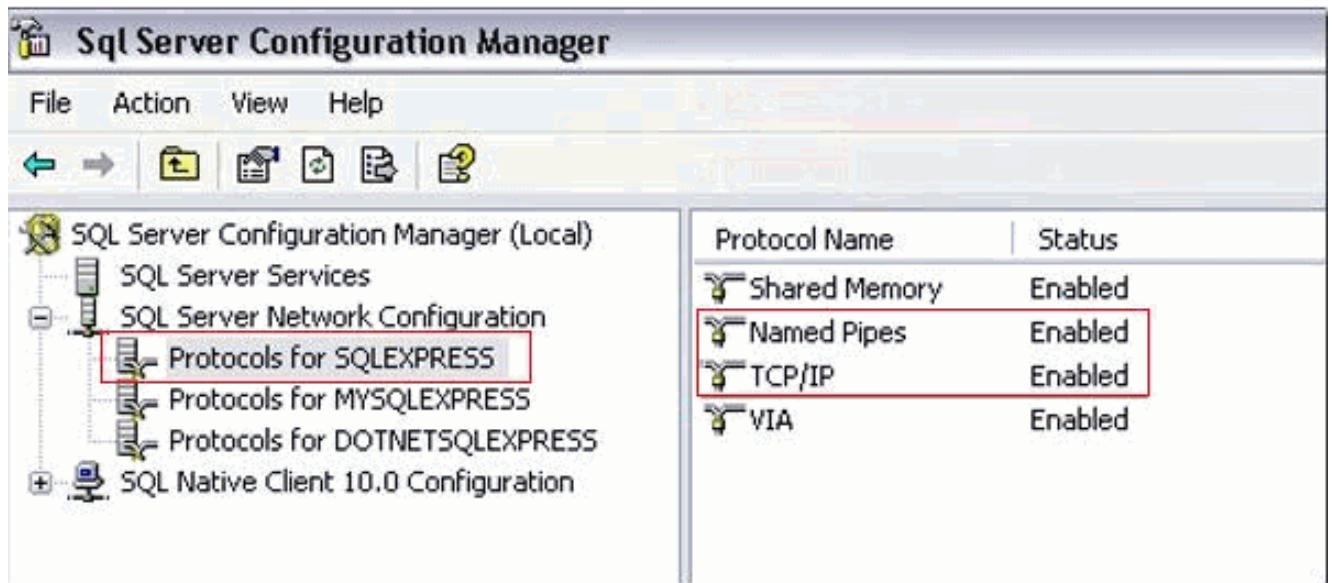 Sql Server Configuration Manager
File Action View Help
SQL Server Configuration Manager (Local)
SQL Server Services
SQL Server Network Configuration
Protocols for SQLEXPRESS
Protocols for MYSQLEXPRESS
Protocols for DOTNETSQLEXPRESS
SQL Native Client 10.0 Configuration
Protocol Name Status
Shared Memory Enabled
Named Pipes Enabled
TCP/IP Enabled
VIA Enabled